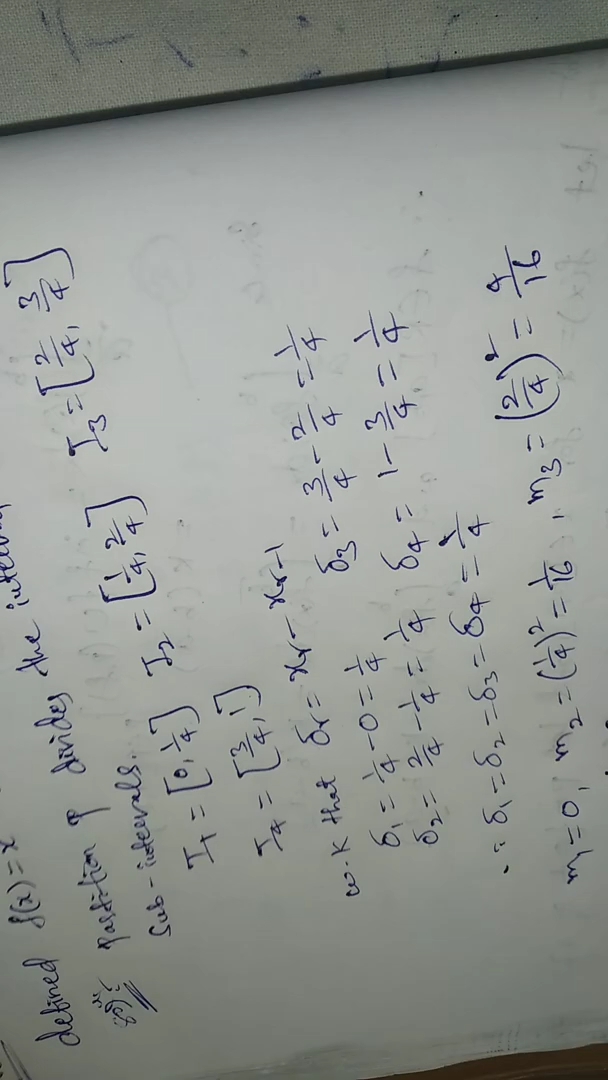 defined f(x) = x
Solⁿ: partition P divides the interval
sub-intervals.
I₁ = [0, 1/4] I₂ = [1/4, 2/4] I₃ = [2/4, 3/4]
I₄ = [3/4, 1]
w.k that δr = xr - xr-1
δ₁ = 1/4 - 0 = 1/4 δ₃ = 3/4 - 2/4 = 1/4
δ₂ = 2/4 - 1/4 = 1/4 δ₄ = 1 - 3/4 = 1/4
∴ δ₁ = δ₂ = δ₃ = δ₄ = 1/4
m₁ = 0, m₂ = (1/4)² = 1/16, m₃ = (2/4)² = 4/16